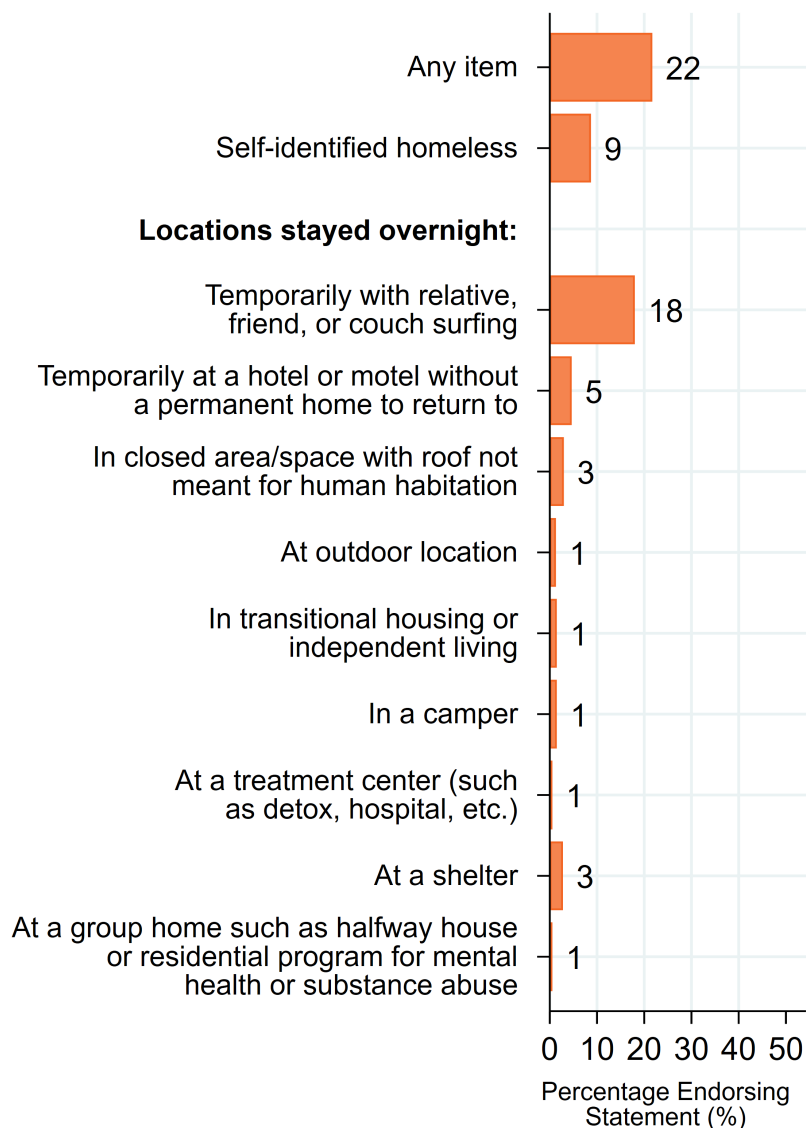 Any item
22
Self-identified homeless
9
Locations stayed overnight:
Temporarily with relative,
friend, or couch surfing
18
Temporarily at a hotel or motel without
a permanent home to return to
5
In closed area/space with roof not
meant for human habitation
3
At outdoor location
1
In transitional housing or
independent living
1
In a camper
1
At a treatment center (such
as detox, hospital, etc.)
1
At a shelter
3
At a group home such as halfway house
or residential program for mental
health or substance abuse
1
0 10 20 30 40 50
Percentage Endorsing
Statement (%)